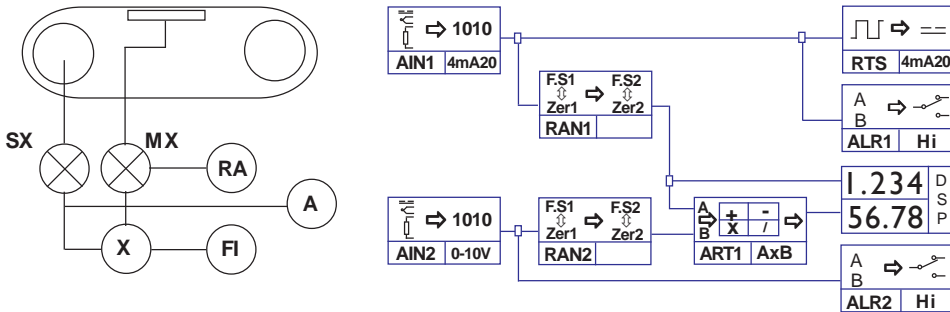 SX
MX
RA
A
X
FI
1010
AIN1 4mA20
F.S1 F.S2
Zer1 Zer2
RAN1
1010
AIN2 0-10V
F.S1 F.S2
Zer1 Zer2
RAN2
A
B
+ -
X /
ART1 AxB
RTS 4mA20
A
B
ALR1 Hi
1.234
56.78
DSP
A
B
ALR2 Hi